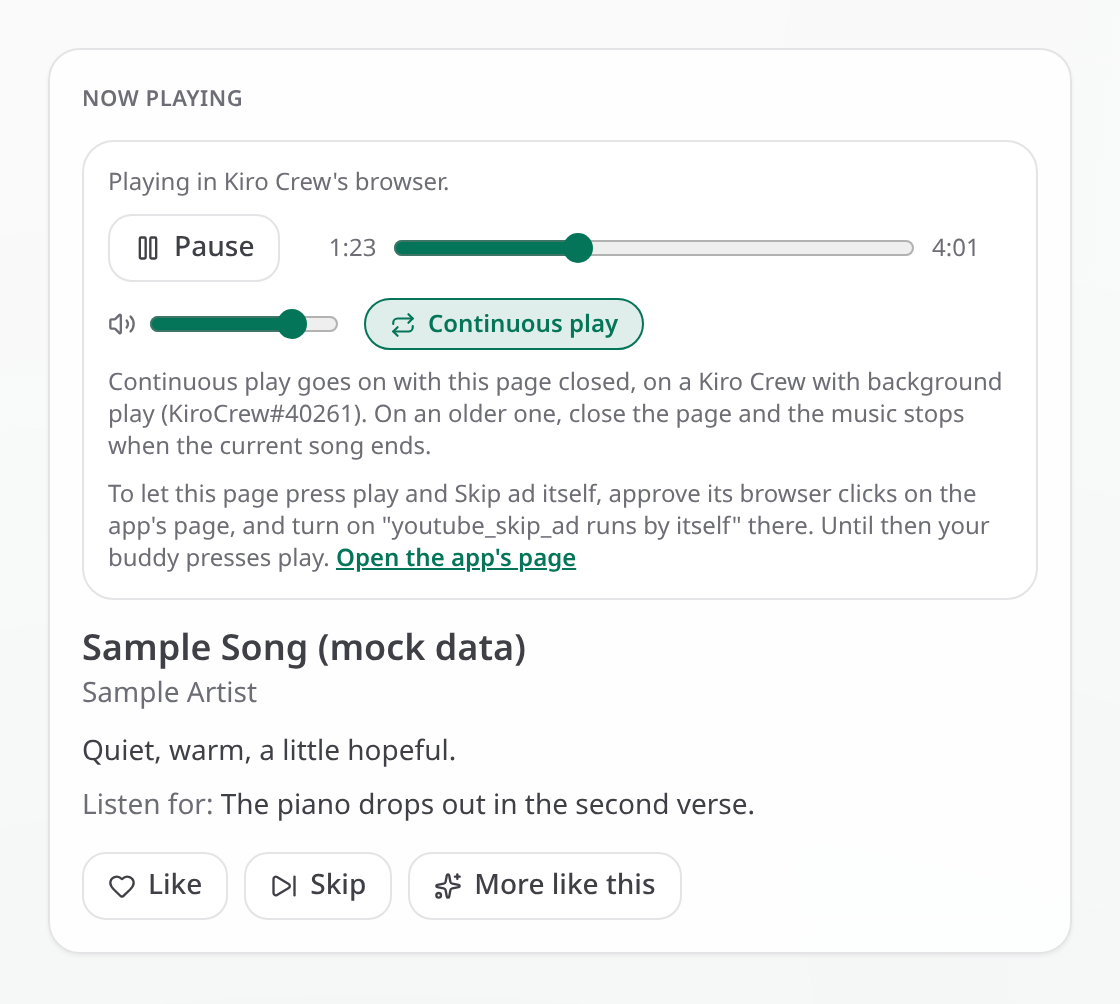 NOW PLAYING
Playing in Kiro Crew's browser.
Pause
1:23
4:01
Continuous play
Continuous play goes on with this page closed, on a Kiro Crew with background
play (KiroCrew#40261). On an older one, close the page and the music stops
when the current song ends.
To let this page press play and Skip ad itself, approve its browser clicks on the
app's page, and turn on "youtube_skip_ad runs by itself" there. Until then your
buddy presses play. Open the app's page
Sample Song (mock data)
Sample Artist
Quiet, warm, a little hopeful.
Listen for: The piano drops out in the second verse.
Like
Skip
More like this